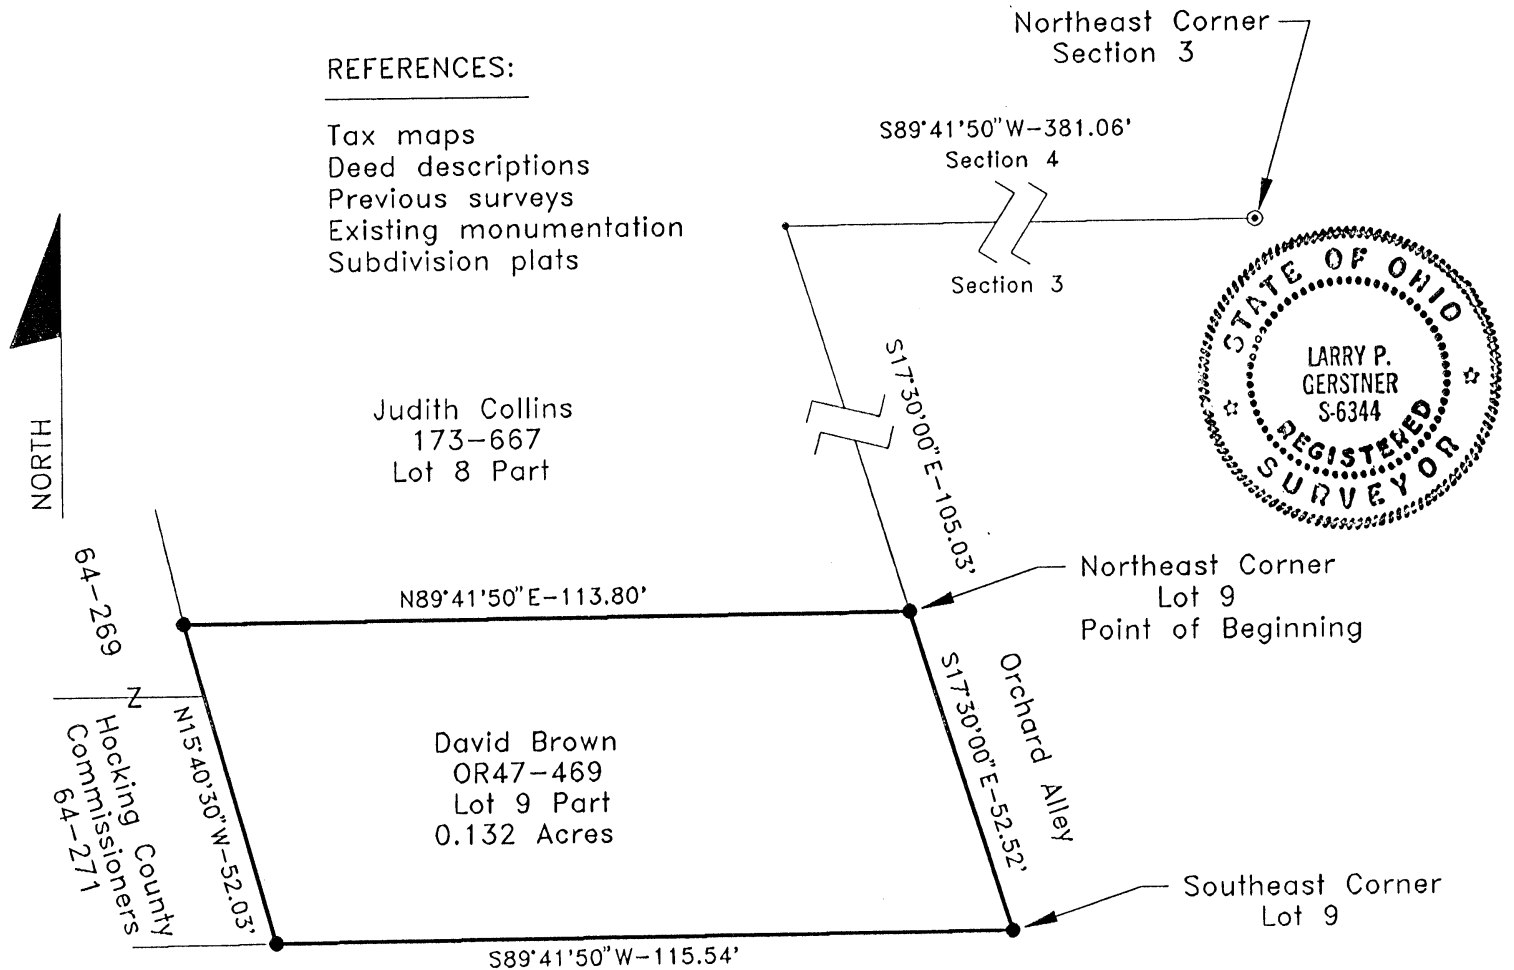 Northeast Corner
Section 3
REFERENCES:
Tax maps
Deed descriptions
Previous surveys
Existing monumentation
Subdivision plats
S89°41'50"W-381.06'
Section 4
Section 3
STATE OF OHIO
LARRY P.
GERSTNER
S-6344
REGISTERED
SURVEYOR
NORTH
Judith Collins
173-667
Lot 8 Part
S17°30'00"E-105.03'
64-269
N89°41'50"E-113.80'
Northeast Corner
Lot 9
Point of Beginning
Z
Hocking County
Commissioners
64-271
N15°40'30"W-52.03'
David Brown
OR47-469
Lot 9 Part
0.132 Acres
S17°30'00"E-52.52'
Orchard Alley
Southeast Corner
Lot 9
S89°41'50"W-115.54'